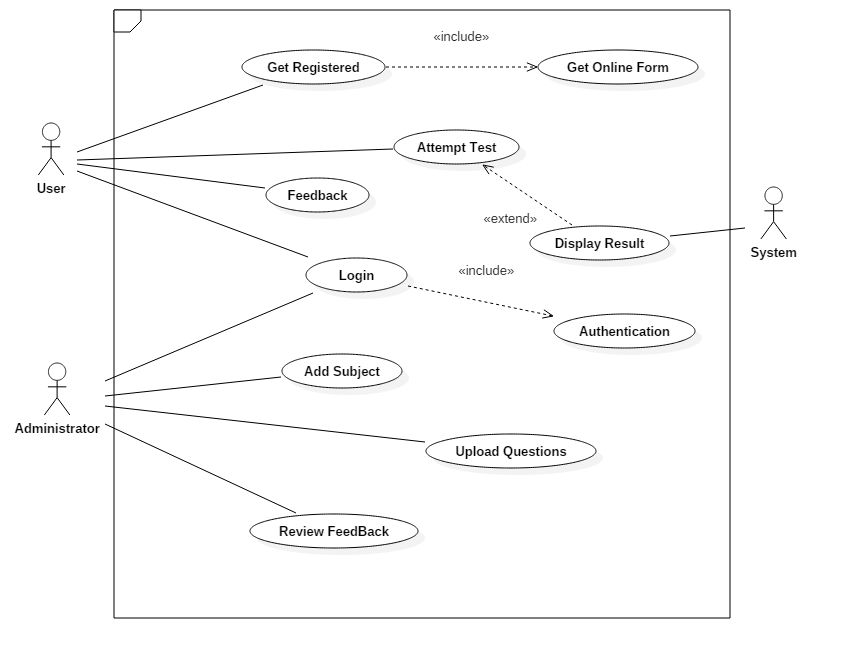 «include»
Get Registered
Get Online Form
Attempt Test
User
Feedback
«extend»
Display Result
System
«include»
Login
Authentication
Add Subject
Administrator
Upload Questions
Review FeedBack